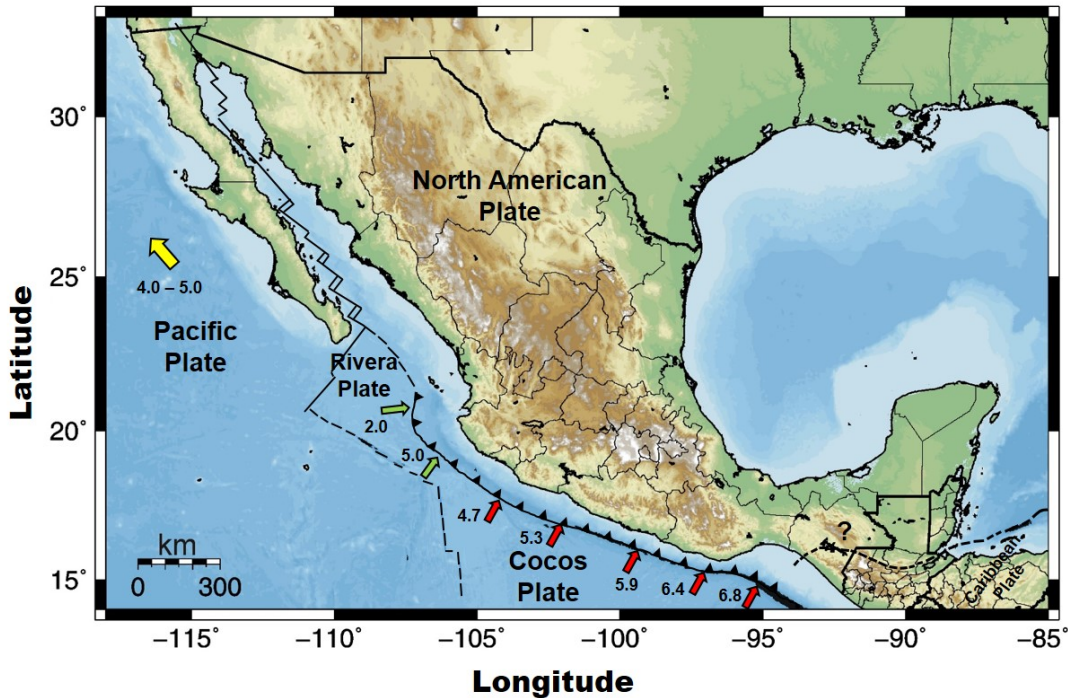 30°
25°
20°
15°
Latitude
North American
Plate
4.0 – 5.0
Pacific
Plate
Rivera
Plate
2.0
5.0
4.7
5.3
Cocos
Plate
5.9
6.4
6.8
?
Caribbean
Plate
km
0 300
−115° −110° −105° −100° −95° −90° −85°
Longitude